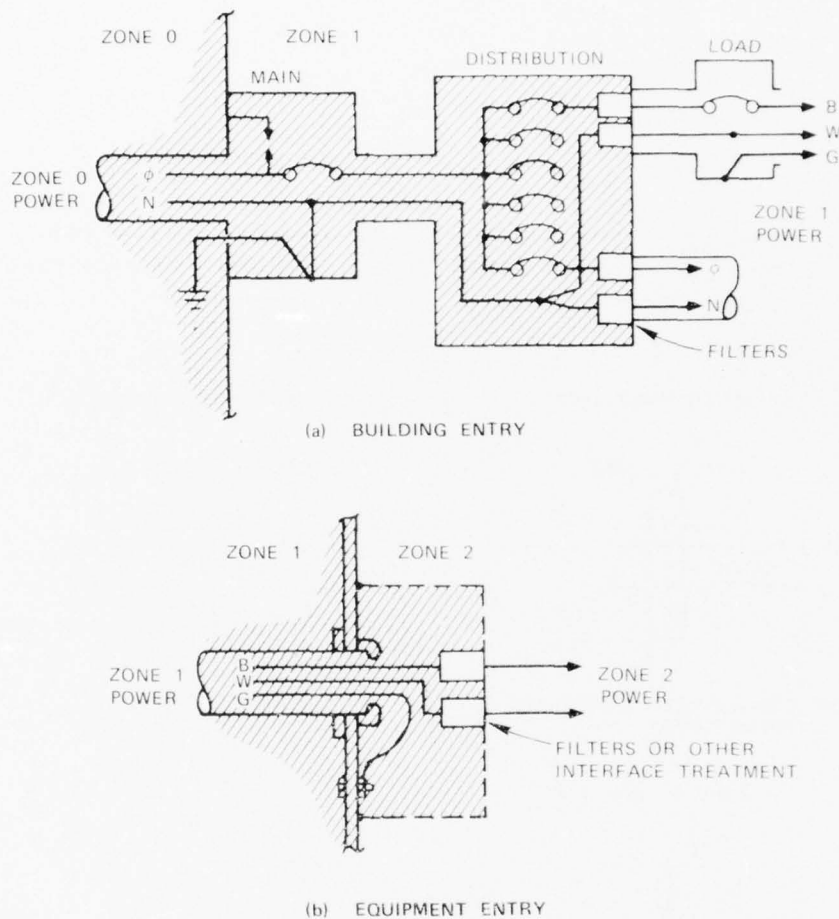 ZONE 0
ZONE 1
MAIN
DISTRIBUTION
LOAD
B
W
G
ZONE 0
POWER
ϕ
N
ZONE 1
POWER
ϕ
N
FILTERS
(a) BUILDING ENTRY
ZONE 1
ZONE 2
ZONE 1
POWER
B
W
G
ZONE 2
POWER
FILTERS OR OTHER
INTERFACE TREATMENT
(b) EQUIPMENT ENTRY